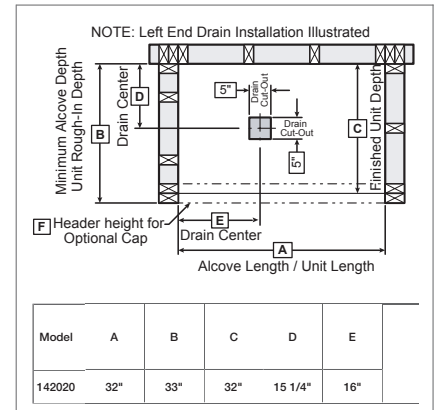 NOTE: Left End Drain Installation Illustrated
Minimum Alcove Depth
Unit Rough-In Depth
B
Drain Center
D
5"
Drain
Cut-Out
Drain
Cut-Out
5"
C
Finished Unit Depth
F Header height for
Optional Cap
E
Drain Center
A
Alcove Length / Unit Length
Model A B C D E
142020 32" 33" 32" 15 1/4" 16"